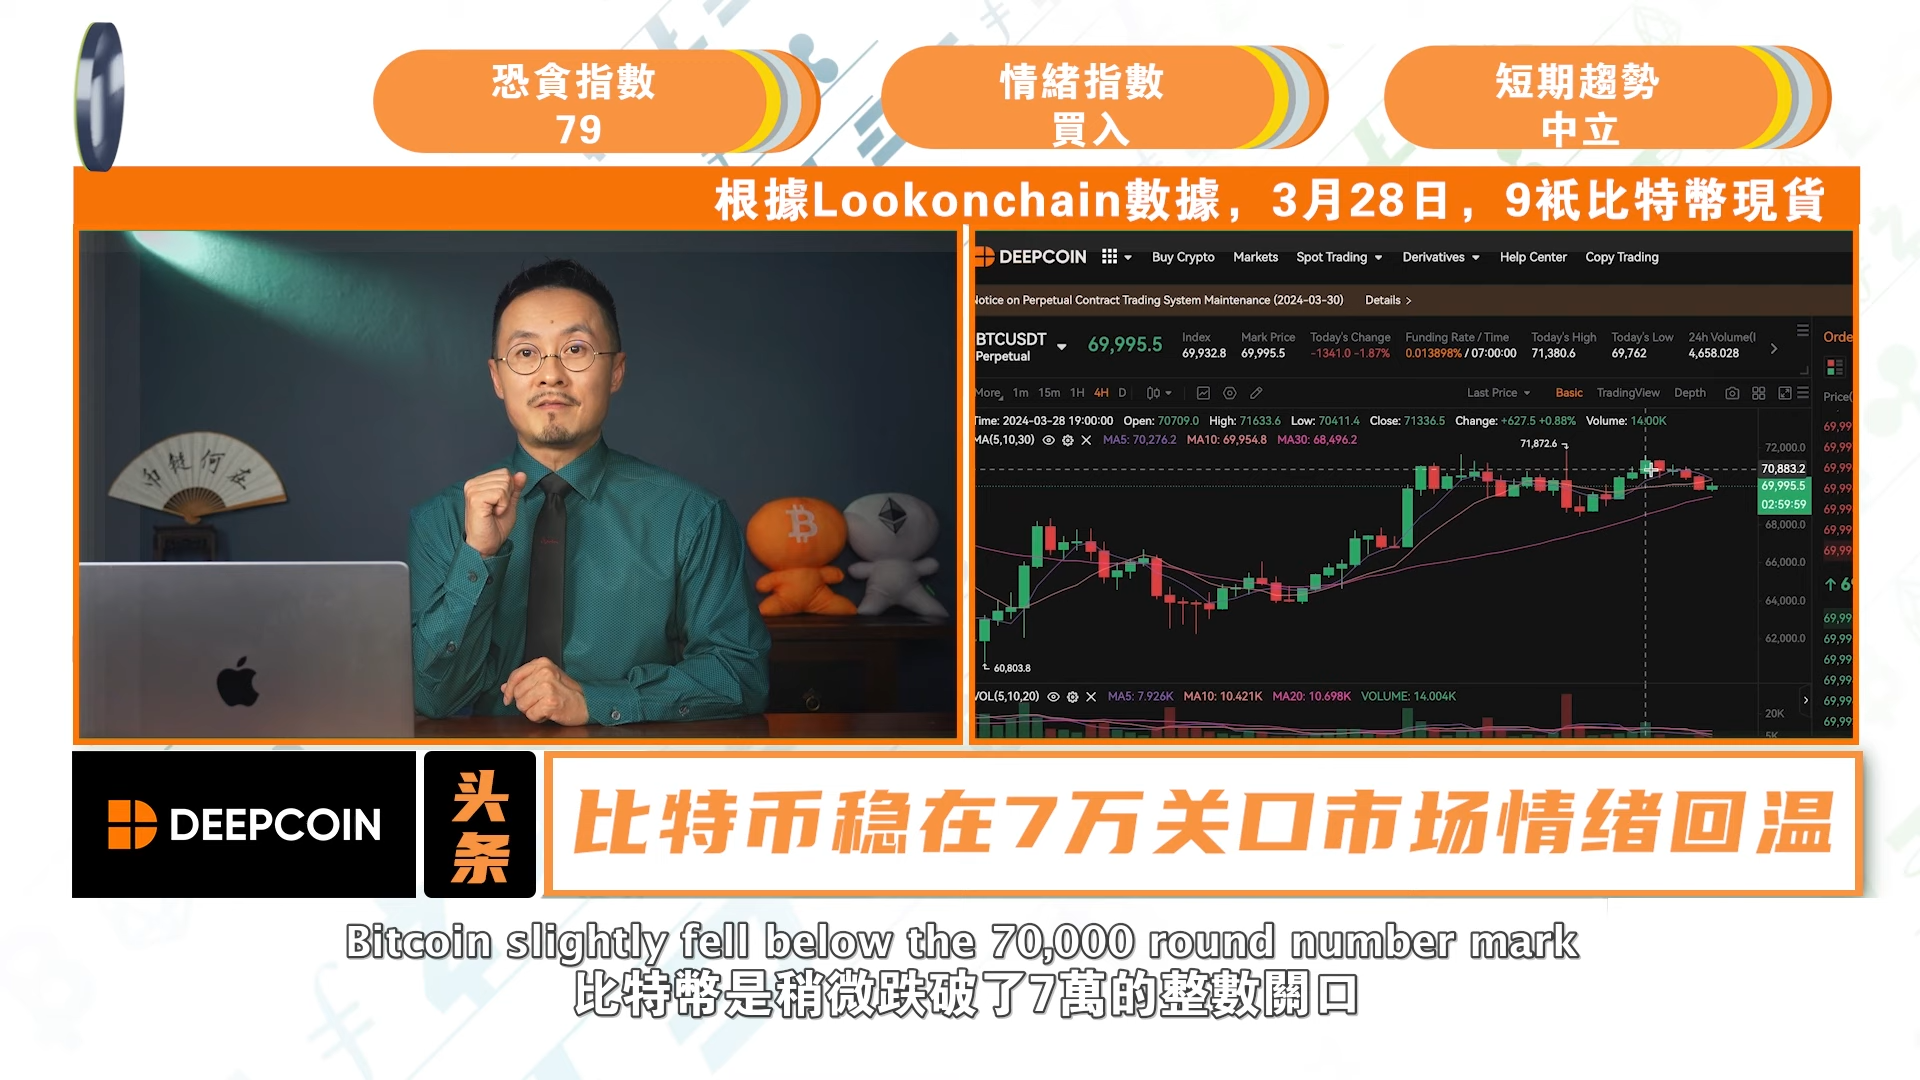 恐貪指數
79
情緒指數
買入
短期趨勢
中立
根據Lookonchain數據，3月28日，9祇比特幣現貨
币链何在
DEEPCOIN
Buy Crypto Markets Spot Trading Derivatives Help Center Copy Trading
Notice on Perpetual Contract Trading System Maintenance (2024-03-30) Details >
BTCUSDT
Perpetual
69,995.5
Index
69,932.8
Mark Price
69,995.5
Today's Change
-1341.0 -1.87%
Funding Rate / Time
0.013898% / 07:00:00
Today's High
71,380.6
Today's Low
69,762
24h Volume(
4,658.028
Orde
More 1m 15m 1H 4H D
Last Price Basic TradingView Depth
Price(
Time: 2024-03-28 19:00:00 Open: 70709.0 High: 71633.6 Low: 70411.4 Close: 71336.5 Change: +627.5 +0.88% Volume: 14.00K
MA(5,10,30) MA5: 70,276.2 MA10: 69,954.8 MA30: 68,496.2
71,872.6
72,000.0
70,883.2
69,995.5
02:59:59
68,000.0
66,000.0
64,000.0
62,000.0
60,803.8
VOL(5,10,20) MA5: 7.926K MA10: 10.421K MA20: 10.698K VOLUME: 14.004K
20K
5K
DEEPCOIN
头条
比特币稳在7万关口市场情绪回温
Bitcoin slightly fell below the 70,000 round number mark
比特幣是稍微跌破了7萬的整數關口